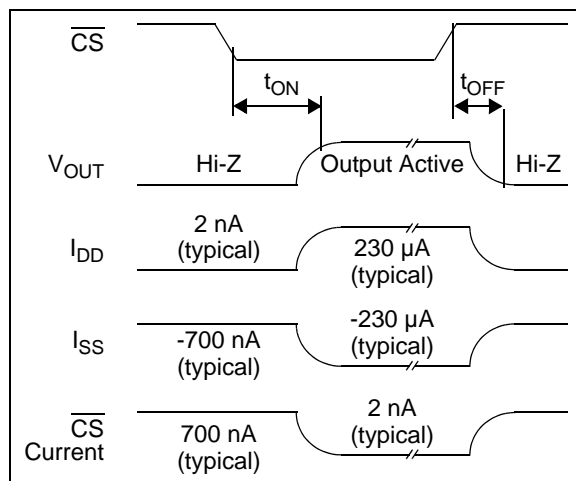 CS
tON
tOFF
VOUT
Hi-Z
Output Active
Hi-Z
IDD
2 nA
(typical)
230 µA
(typical)
ISS
-700 nA
(typical)
-230 µA
(typical)
CS
Current
700 nA
(typical)
2 nA
(typical)